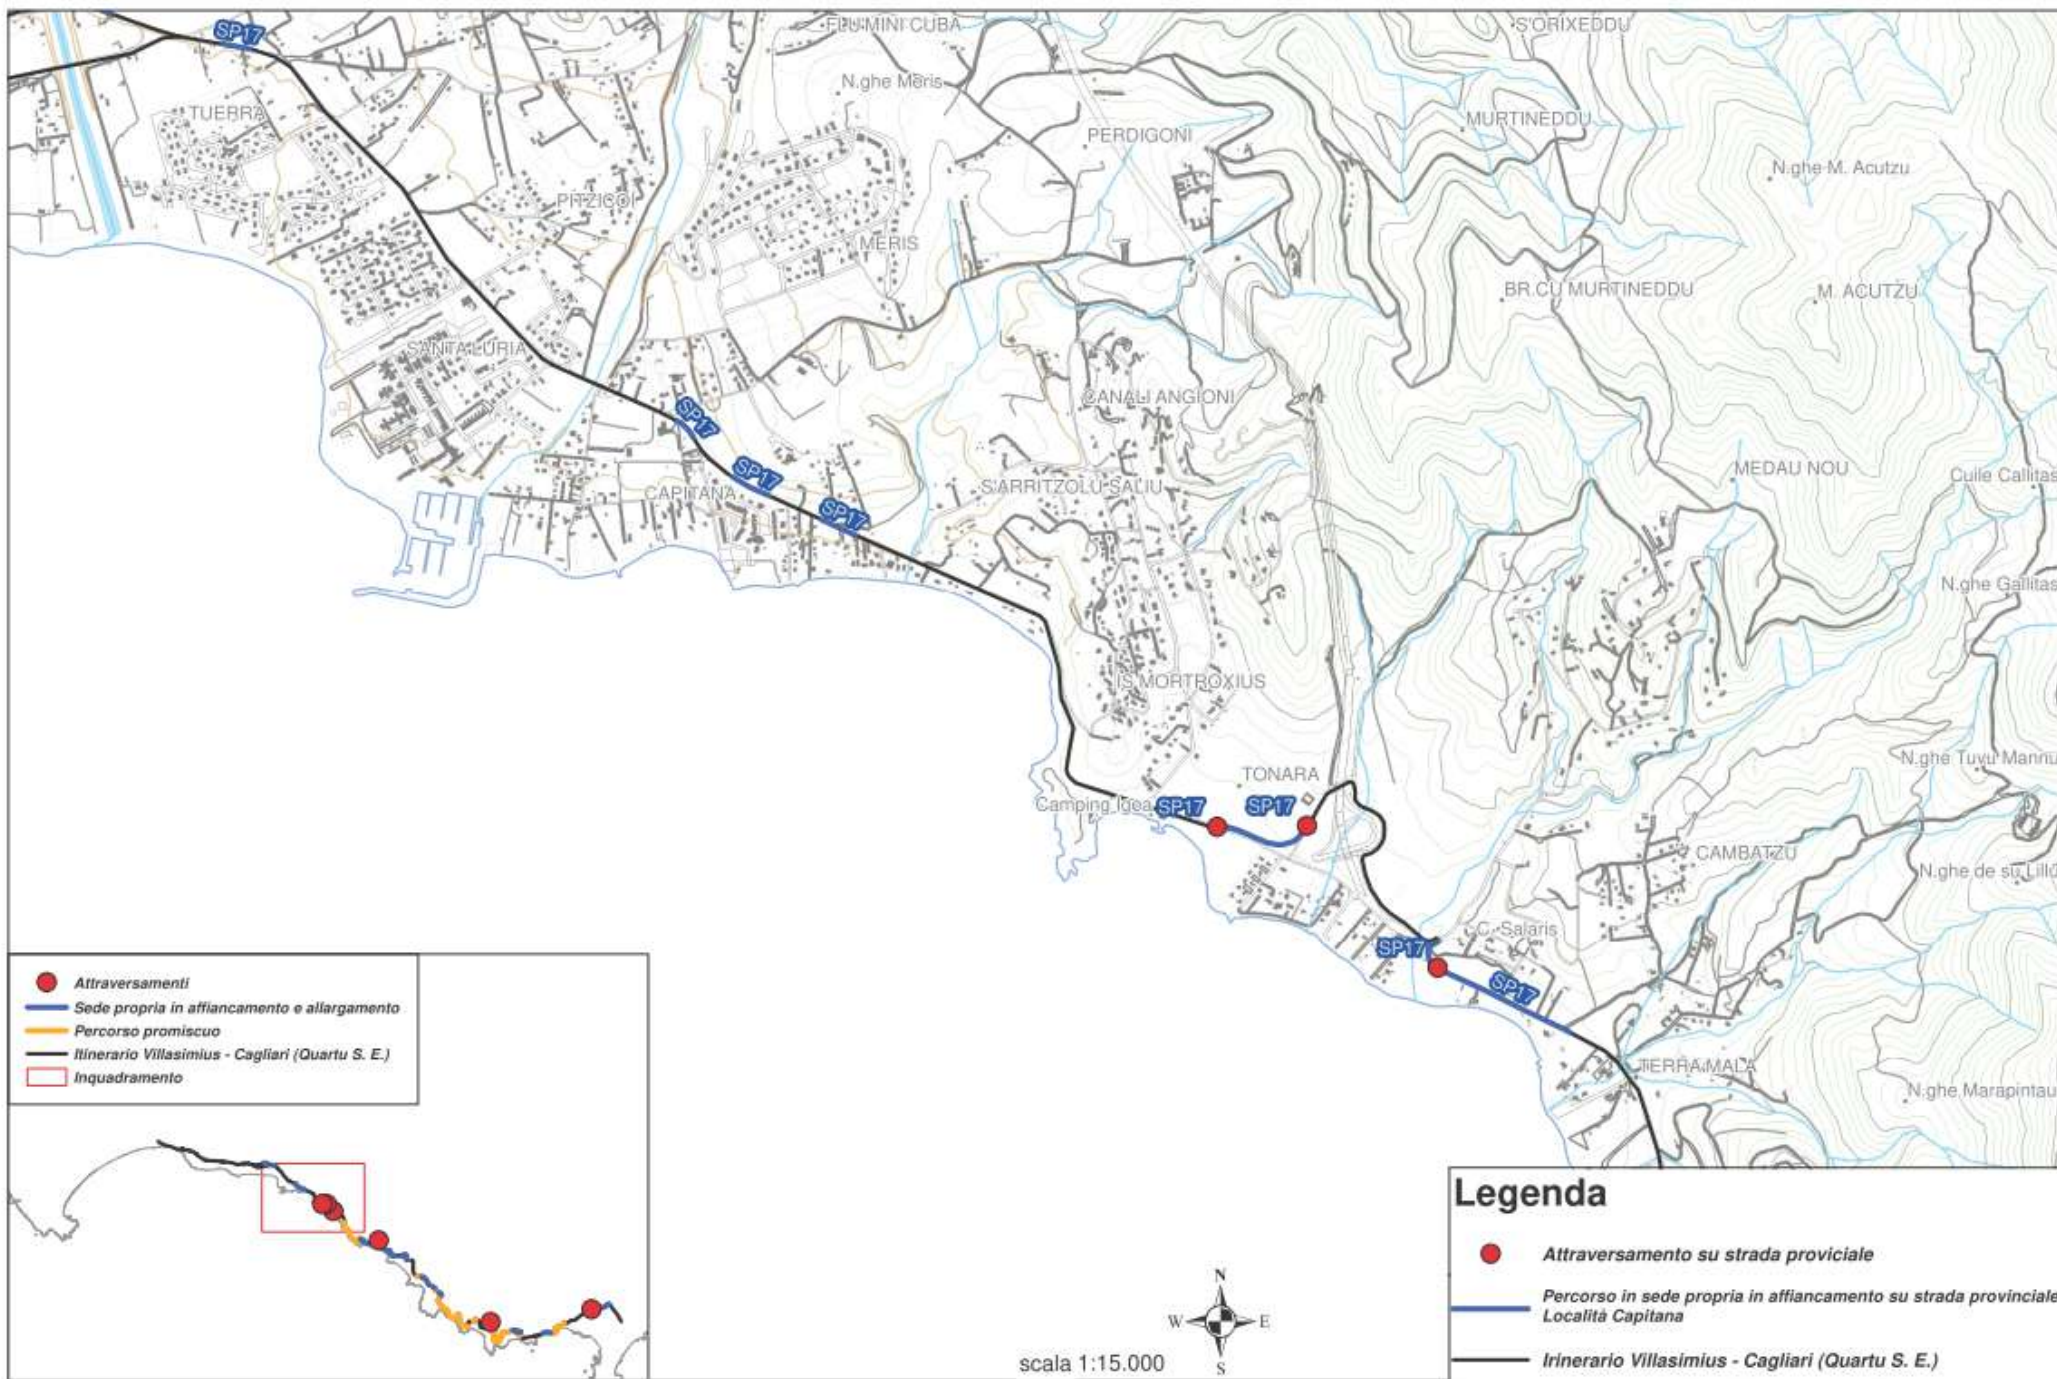 FLUMINI CUBA
S'ORIXEDDU
SP17
N.ghe Meris
TUERRA
MURTINEDDU
PERDIGONI
N.ghe M. Acutzu
PITZICOI
MERIS
BR.CU MURTINEDDU
M. ACUTZU
SANTA LURIA
CANALI ANGIONI
SP17
MEDAU NOU
SP17
Cuile Callitas
CAPITANA
S'ARRITZOLU SALIU
SP17
N.ghe Gallitas
IS MORTROXIUS
N.ghe Tuvu Mannu
TONARA
Camping Igea
SP17
SP17
CAMBATZU
N.ghe de su Lillu
C. Salaris
SP17
SP17
TERRA MALA
N.ghe Marapintau
Attraversamenti
Sede propria in affiancamento e allargamento
Percorso promiscuo
Itinerario Villasimius - Cagliari (Quartu S. E.)
Inquadramento
N
W
E
S
scala 1:15.000
Legenda
Attraversamento su strada proviciale
Percorso in sede propria in affiancamento su strada provinciale
Località Capitana
Irinerario Villasimius - Cagliari (Quartu S. E.)